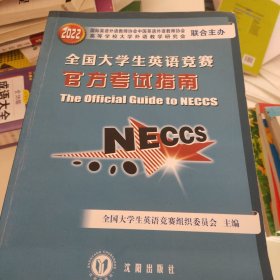 2022
国际英语外语教师协会中国英语外语教师协会
高等学校大学外语教学研究会
联合主办
全国大学生英语竞赛
官方考试指南
The Official Guide to NECCS
NECCS
全国大学生英语竞赛组织委员会 主编
沈阳出版社
成语大全